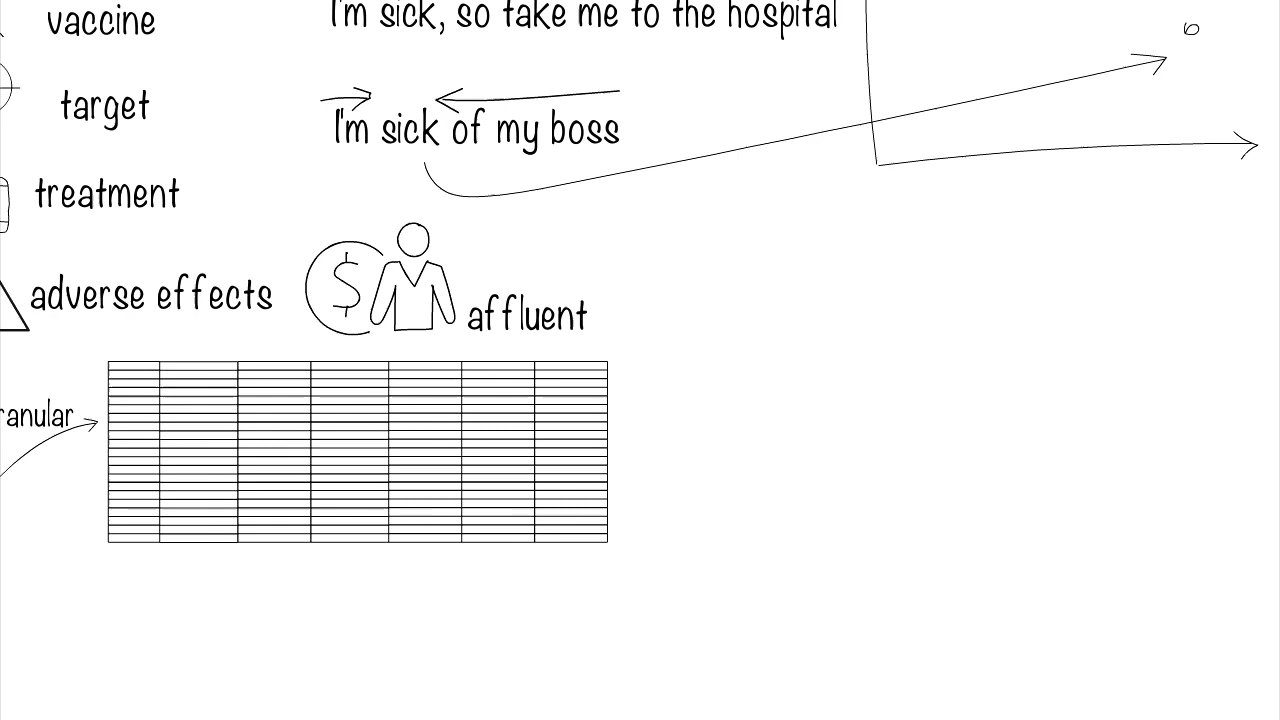 vaccine
I'm sick, so take me to the hospital
target
I'm sick of my boss
treatment
adverse effects
$
affluent
ranular